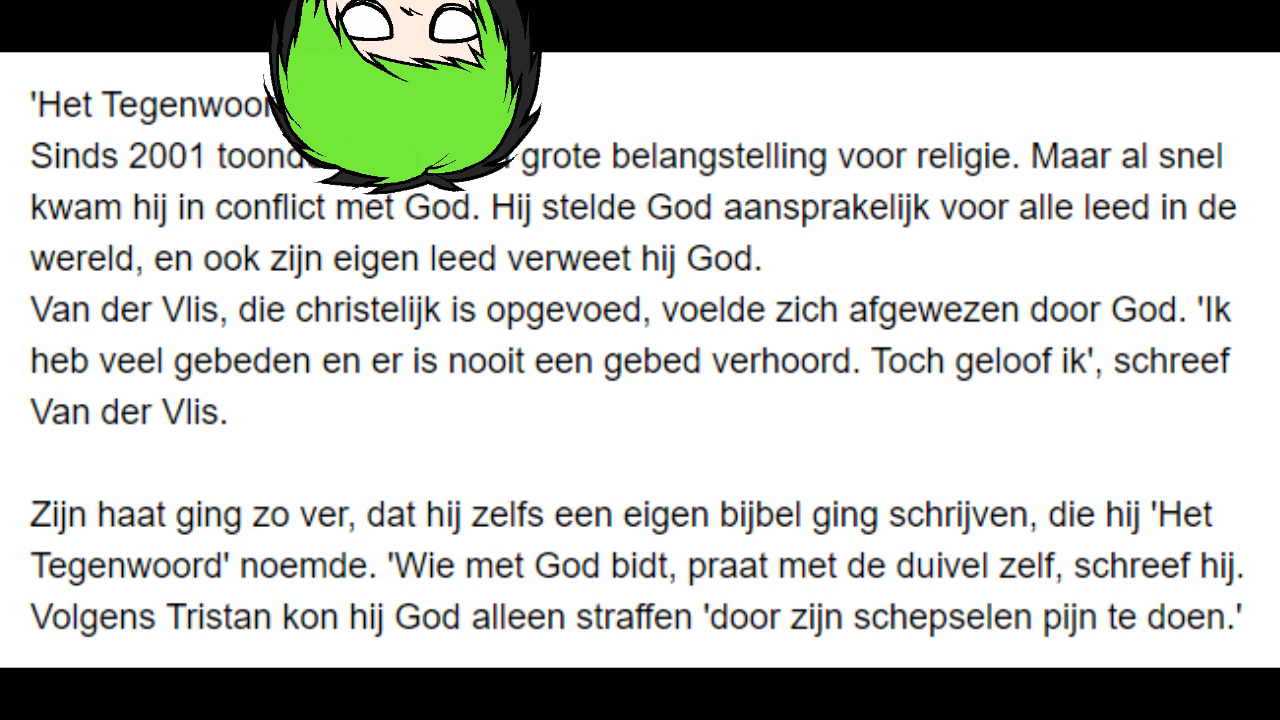 'Het
Sinds 2001 grote belangstelling voor religie. Maar al snel
kwam hij in conflict met God. Hij stelde God aansprakelijk voor alle leed in de
wereld, en ook zijn eigen leed verweet hij God.
Van der Vlis, die christelijk is opgevoed, voelde zich afgewezen door God. 'Ik
heb veel gebeden en er is nooit een gebed verhoord. Toch geloof ik', schreef
Van der Vlis.
Zijn haat ging zo ver, dat hij zelfs een eigen bijbel ging schrijven, die hij 'Het
Tegenwoord' noemde. 'Wie met God bidt, praat met de duivel zelf, schreef hij.
Volgens Tristan kon hij God alleen straffen 'door zijn schepselen pijn te doen.'